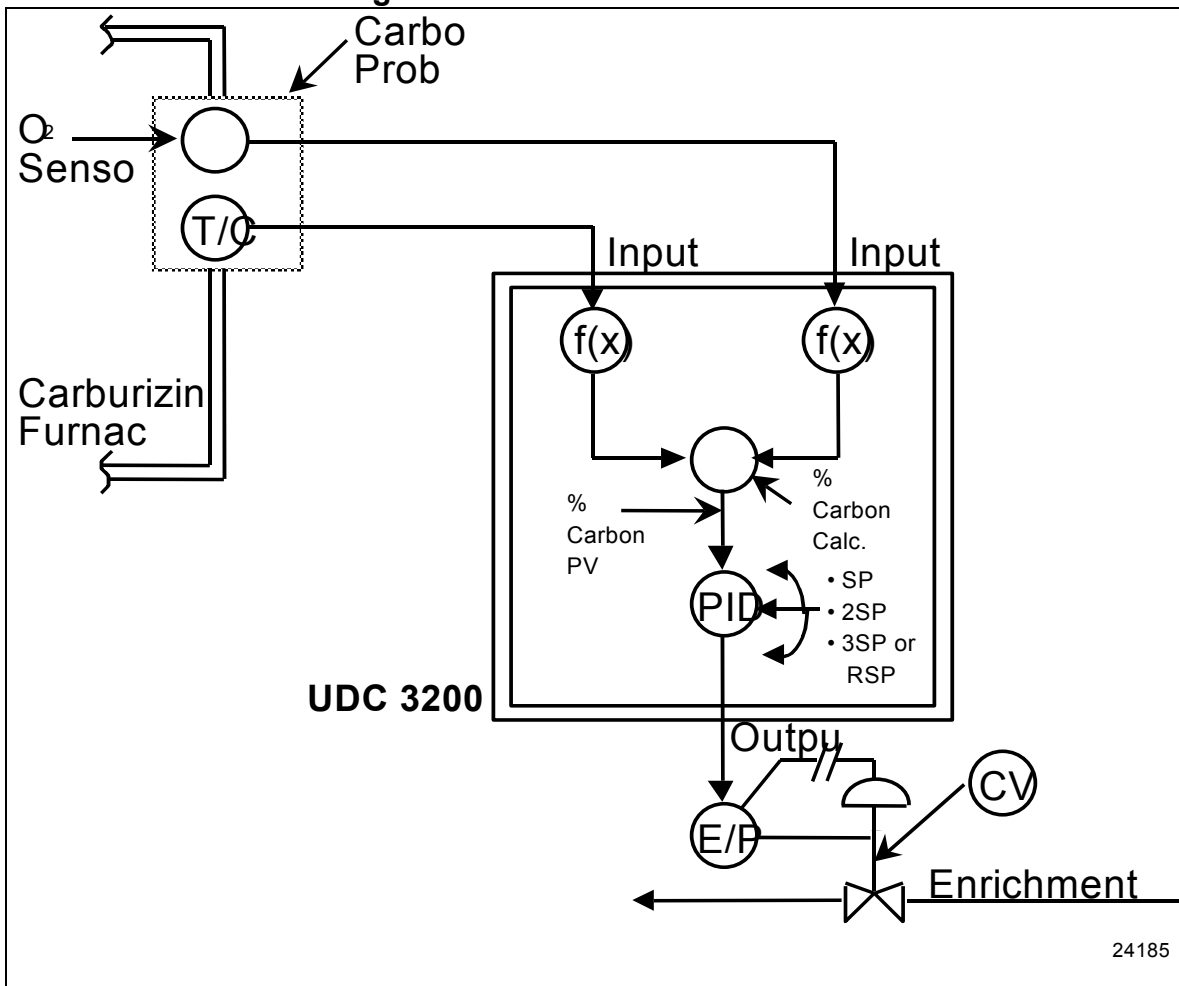 g
Carbo
Prob
O2
Senso
T/C
Input
Input
f(x)
f(x)
Carburizin
Furnac
%
Carbon
PV
%
Carbon
Calc.
PID
• SP
• 2SP
• 3SP or
RSP
UDC 3200
Outpu
CV
E/P
Enrichment
24185